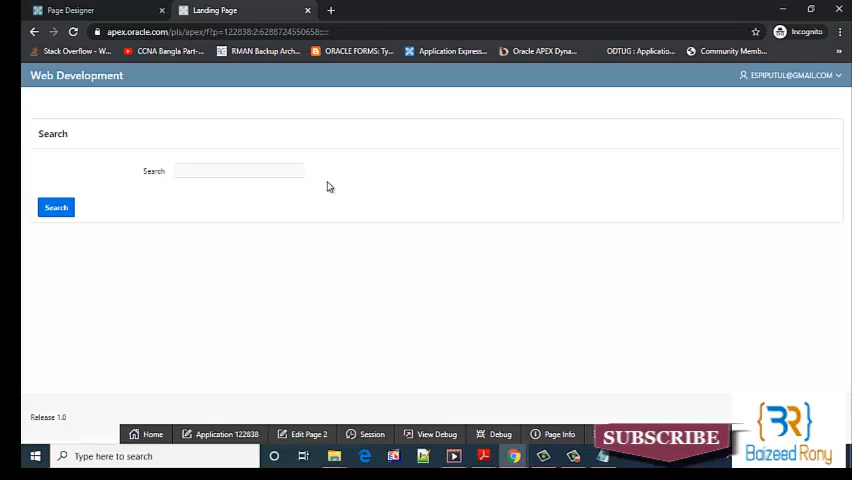 Page Designer
Landing Page
apex.oracle.com/pls/apex/f?p=122838:2:6288724550658:::::
Incognito
Stack Overflow - W...
CCNA Bangla Part-...
RMAN Backup Arch...
ORACLE FORMS: Ty...
Application Express...
Oracle APEX Dyna...
ODTUG : Applicatio...
Community Memb...
Web Development
ESPIPUTUL@GMAIL.COM
Search
Search
Search
Release 1.0
Home
Application 122838
Edit Page 2
Session
View Debug
Debug
Page Info
SUBSCRIBE
BR
Baizeed Rony
Type here to search